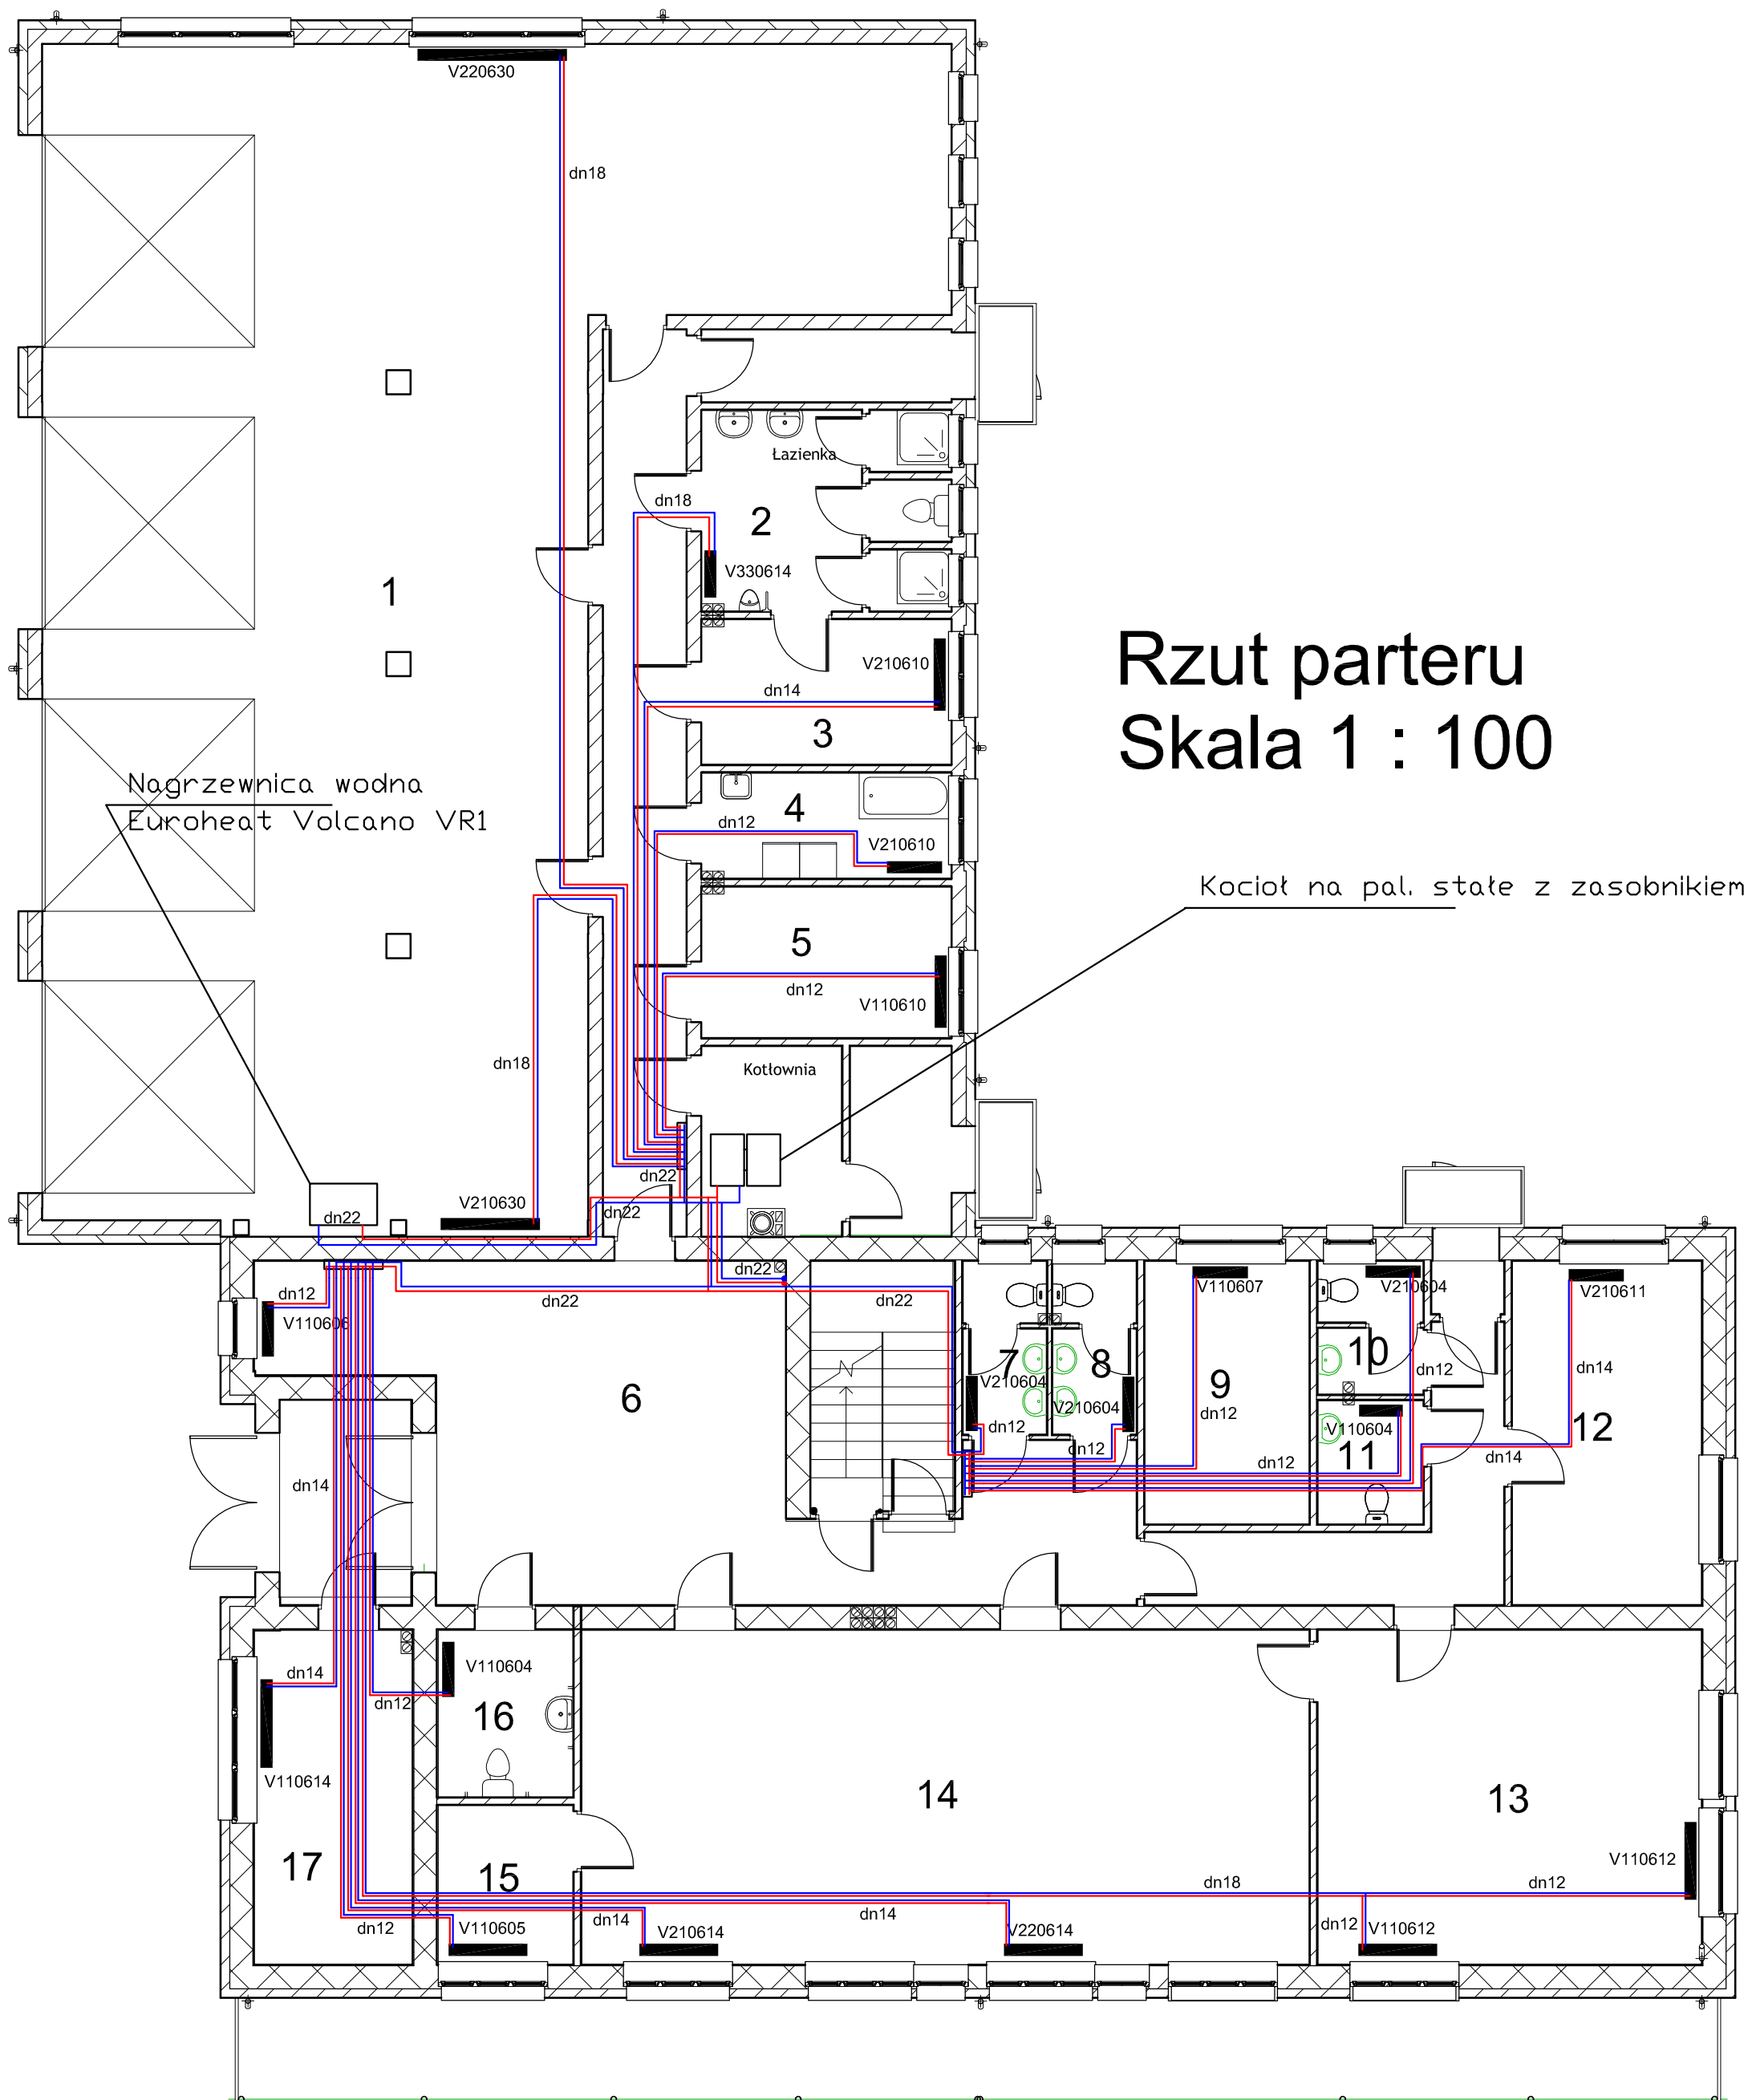 V220630
dn18
Łazienka
dn18
2
V330614
1
V210610
dn14
3
Rzut parteru
Skala 1 : 100
Nagrzewnica wodna
Euroheat Volcano VR1
4
dn12
V210610
Kocioł na pal. stałe z zasobnikiem
5
dn12
V110610
dn18
Kotłownia
dn22
V210630
dn22
dn22
dn22
dn12
V110606
dn22
dn22
V110607
V210604
V210611
7
8
9
10
dn12
dn14
V210604
V210604
6
dn12
dn12
dn12
V110604
11
12
dn12
dn14
dn14
dn14
V110604
dn12
16
V110614
14
13
17
15
V110612
dn18
dn12
dn12
V110605
dn14
V210614
dn14
V220614
dn12
V110612